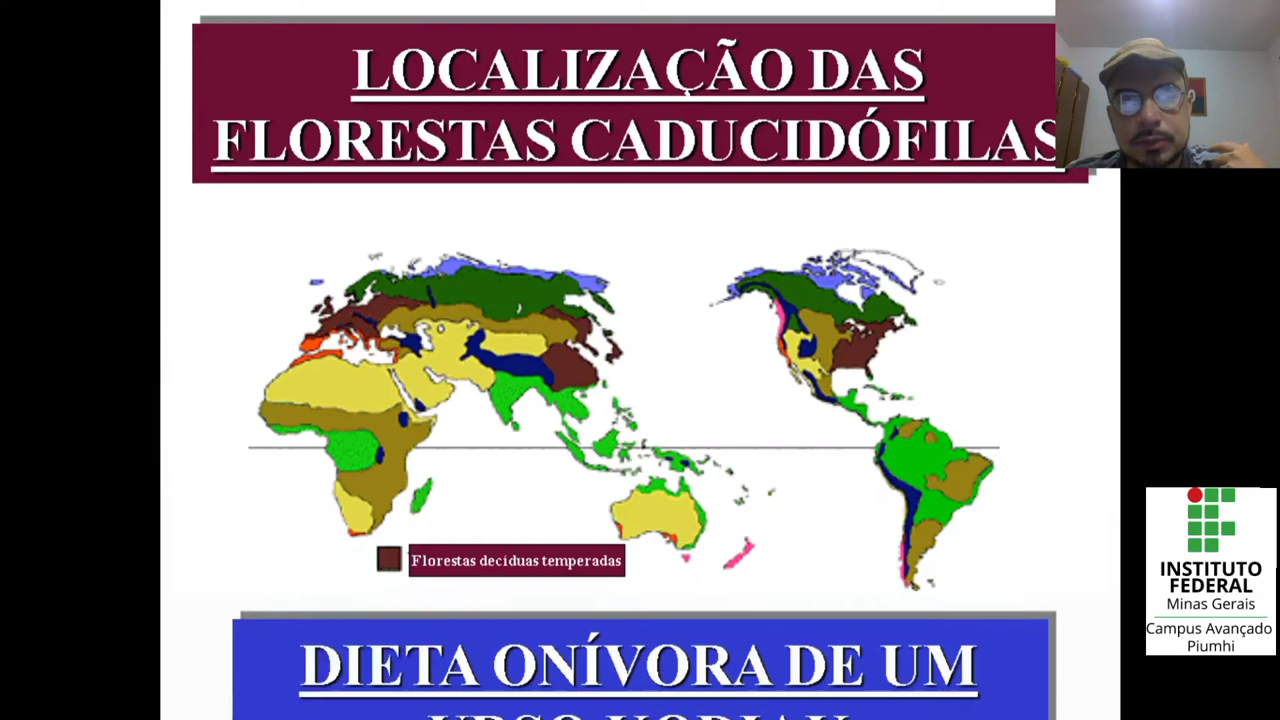 LOCALIZAÇÃO DAS
FLORESTAS CADUCIDÓFILAS
Florestas decíduas temperadas
DIETA ONÍVORA DE UM
INSTITUTO
FEDERAL
Minas Gerais
Campus Avançado
Piumhi